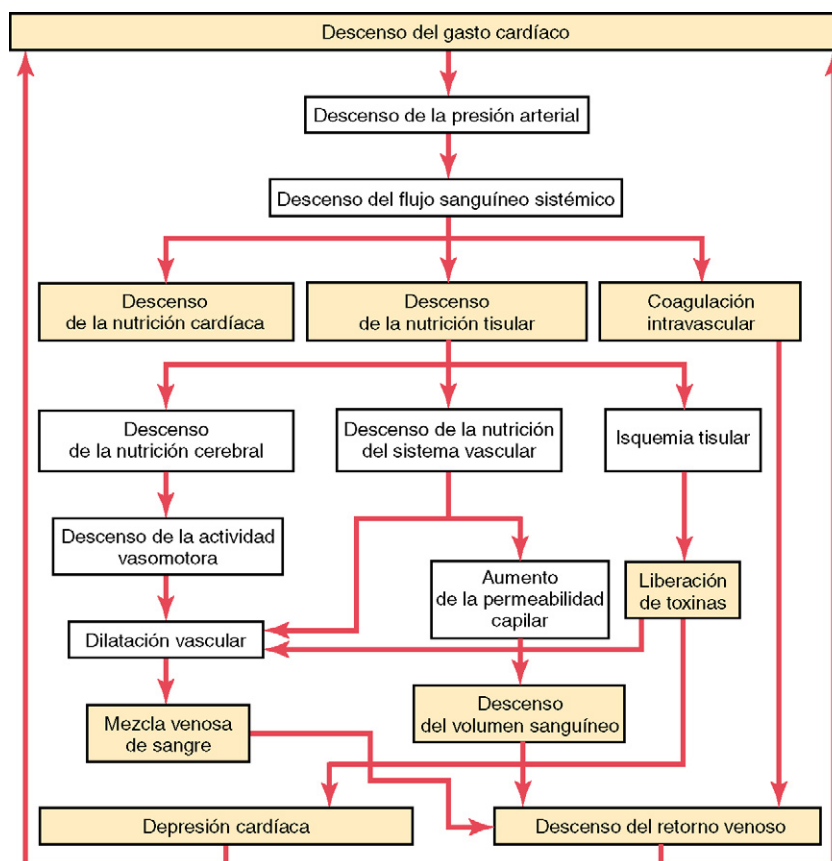 Descenso del gasto cardíaco
Descenso de la presión arterial
Descenso del flujo sanguíneo sistémico
Descenso
de la nutrición cardíaca
Descenso
de la nutrición tisular
Coagulación
intravascular
Descenso
de la nutrición cerebral
Descenso de la nutrición
del sistema vascular
Isquemia tisular
Descenso de la actividad
vasomotora
Aumento
de la permeabilidad
capilar
Liberación
de toxinas
Dilatación vascular
Mezcla venosa
de sangre
Descenso
del volumen sanguíneo
Depresión cardíaca
Descenso del retorno venoso